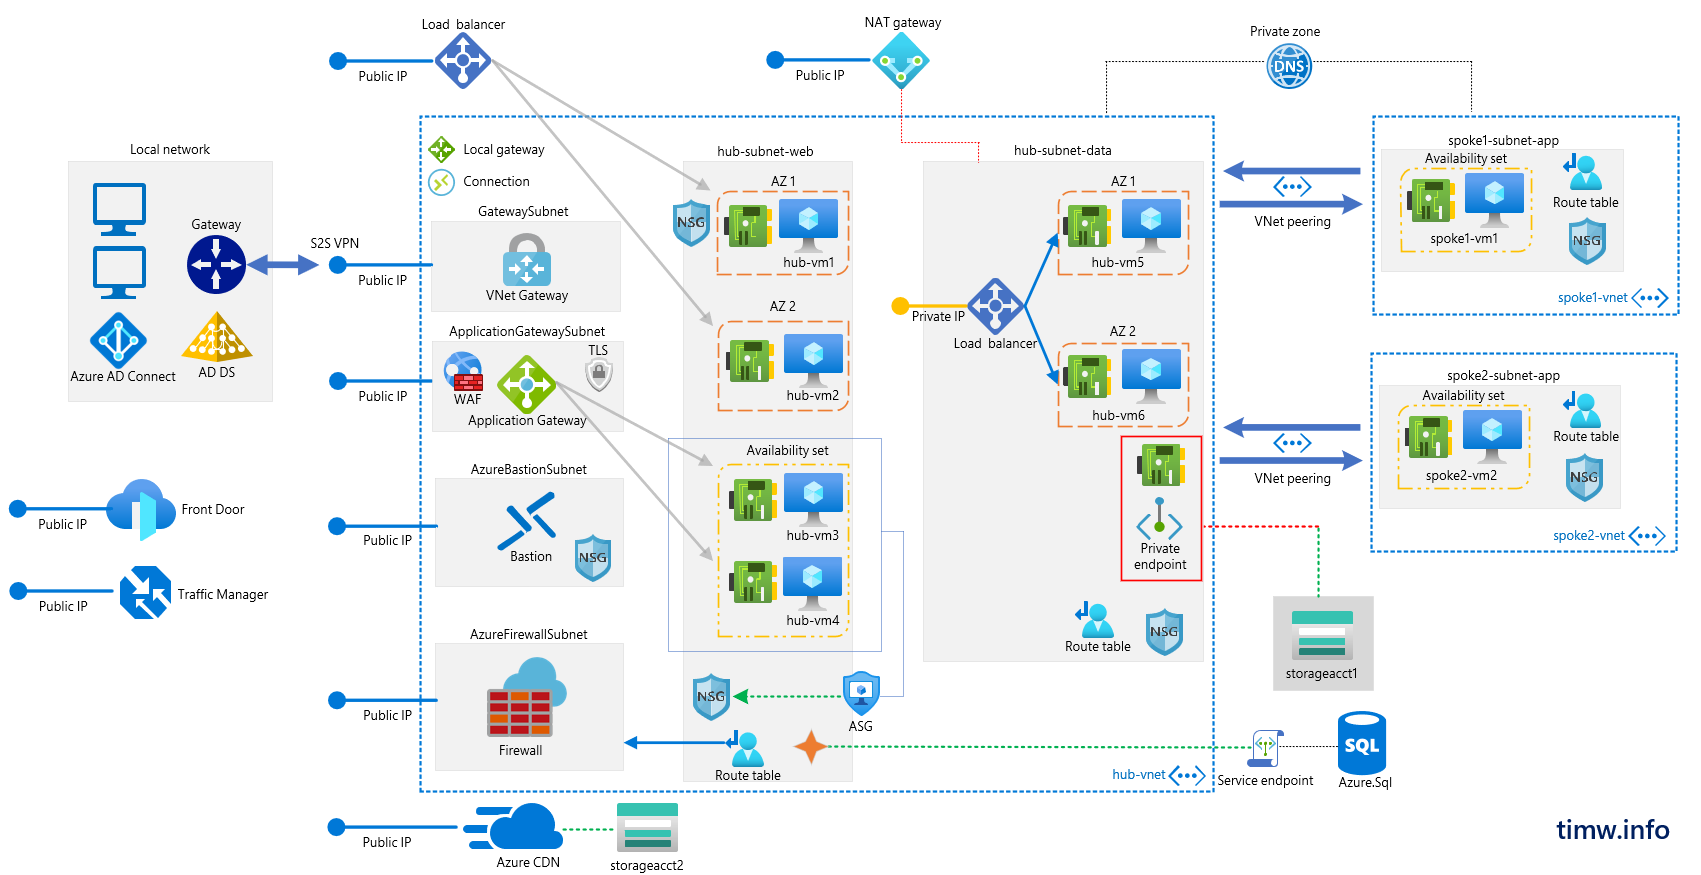 Load balancer
Public IP
NAT gateway
Public IP
Private zone
DNS
Local network
Gateway
Azure AD Connect
AD DS
S2S VPN
Public IP
Local gateway
Connection
GatewaySubnet
VNet Gateway
ApplicationGatewaySubnet
Public IP
WAF
TLS
Application Gateway
AzureBastionSubnet
Public IP
Bastion
NSG
AzureFirewallSubnet
Public IP
Firewall
Public IP
Front Door
Public IP
Traffic Manager
hub-subnet-web
AZ 1
NSG
hub-vm1
AZ 2
hub-vm2
Availability set
hub-vm3
hub-vm4
NSG
ASG
Route table
hub-subnet-data
AZ 1
hub-vm5
Private IP
Load balancer
AZ 2
hub-vm6
Private
endpoint
Route table
NSG
hub-vnet
VNet peering
spoke1-subnet-app
Availability set
spoke1-vm1
Route table
NSG
spoke1-vnet
VNet peering
spoke2-subnet-app
Availability set
spoke2-vm2
Route table
NSG
spoke2-vnet
storageacct1
Service endpoint
SQL
Azure.Sql
Public IP
Azure CDN
storageacct2
timw.info